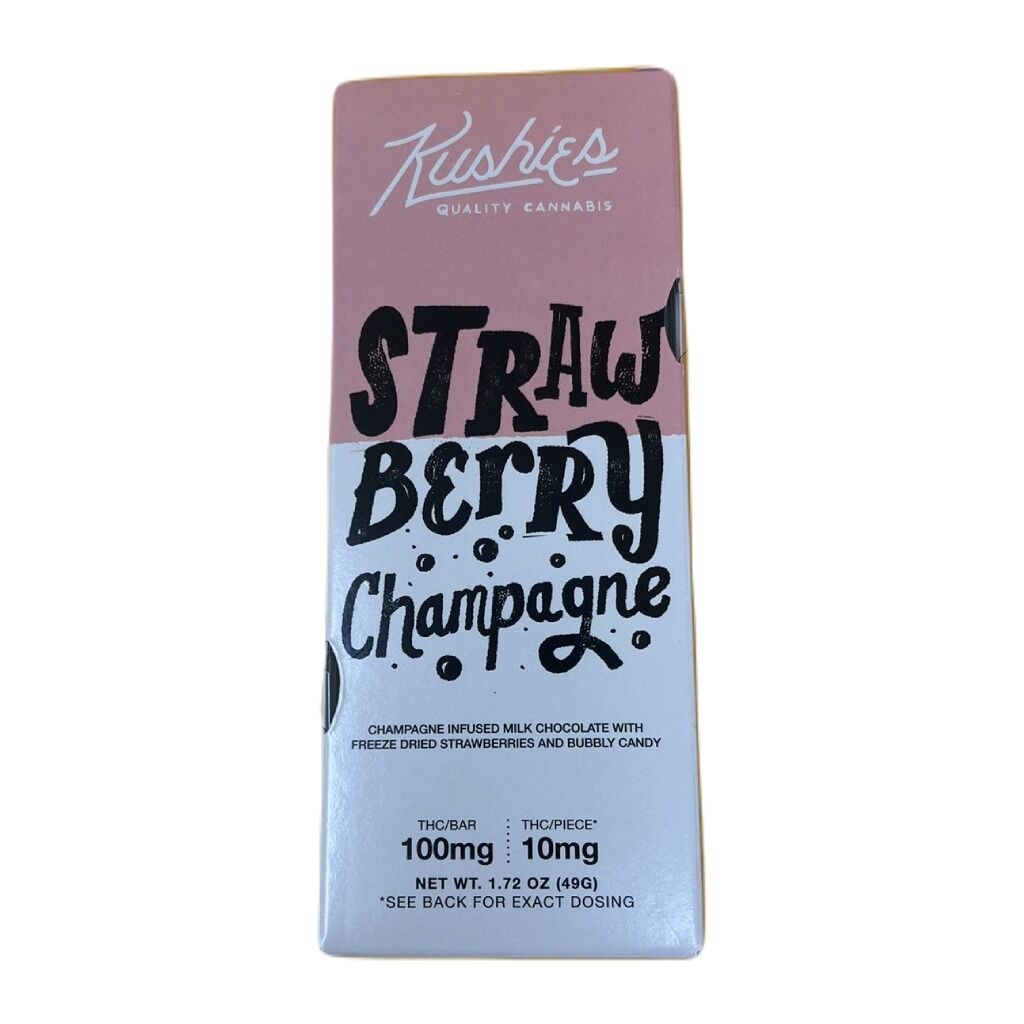 Kushies
QUALITY CANNABIS
STRAW
BErRY
Champagne
CHAMPAGNE INFUSED MILK CHOCOLATE WITH
FREEZE DRIED STRAWBERRIES AND BUBBLY CANDY
THC/BAR THC/PIECE*
100mg 10mg
NET WT. 1.72 OZ (49G)
*SEE BACK FOR EXACT DOSING